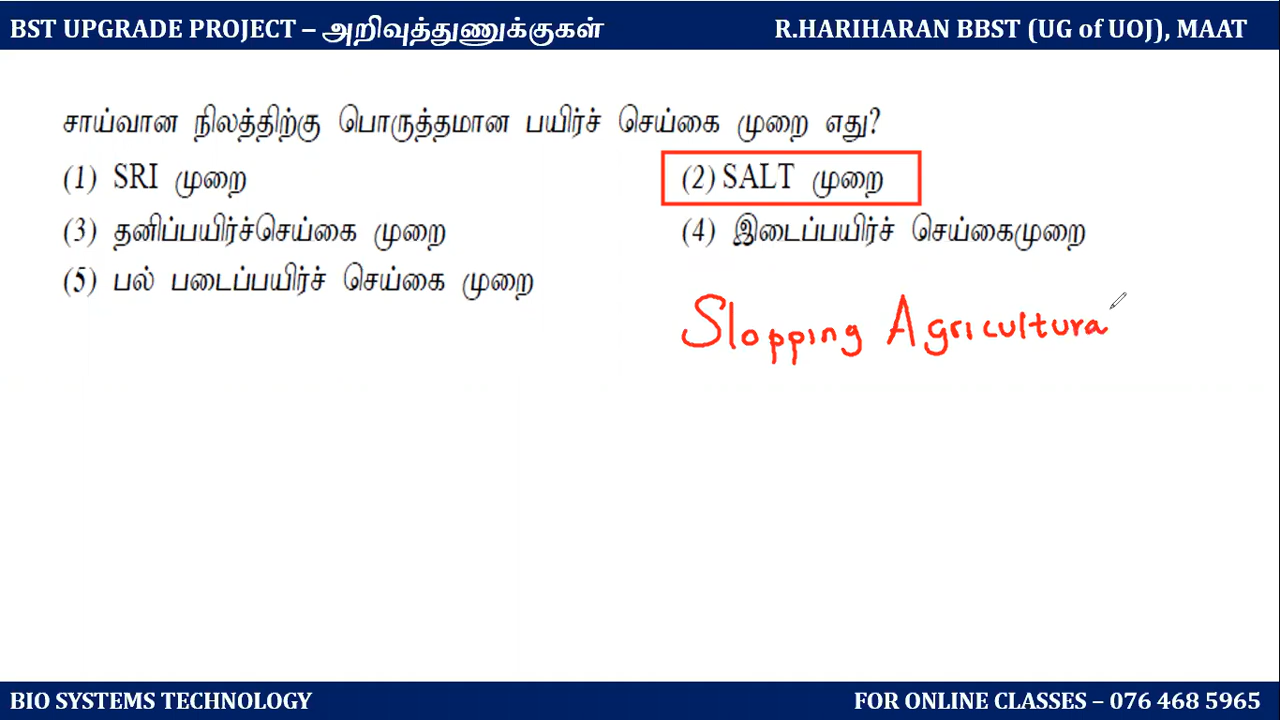 BST UPGRADE PROJECT – அறிவுத்துணுக்குகள்
R.HARIHARAN BBST (UG of UOJ), MAAT
சாய்வான நிலத்திற்கு பொருத்தமான பயிர்ச் செய்கை முறை எது?
(1) SRI முறை
(2) SALT முறை
(3) தனிப்பயிர்ச்செய்கை முறை
(4) இடைப்பயிர்ச் செய்கைமுறை
(5) பல் படைப்பயிர்ச் செய்கை முறை
Slopping Agricultura
BIO SYSTEMS TECHNOLOGY
FOR ONLINE CLASSES – 076 468 5965